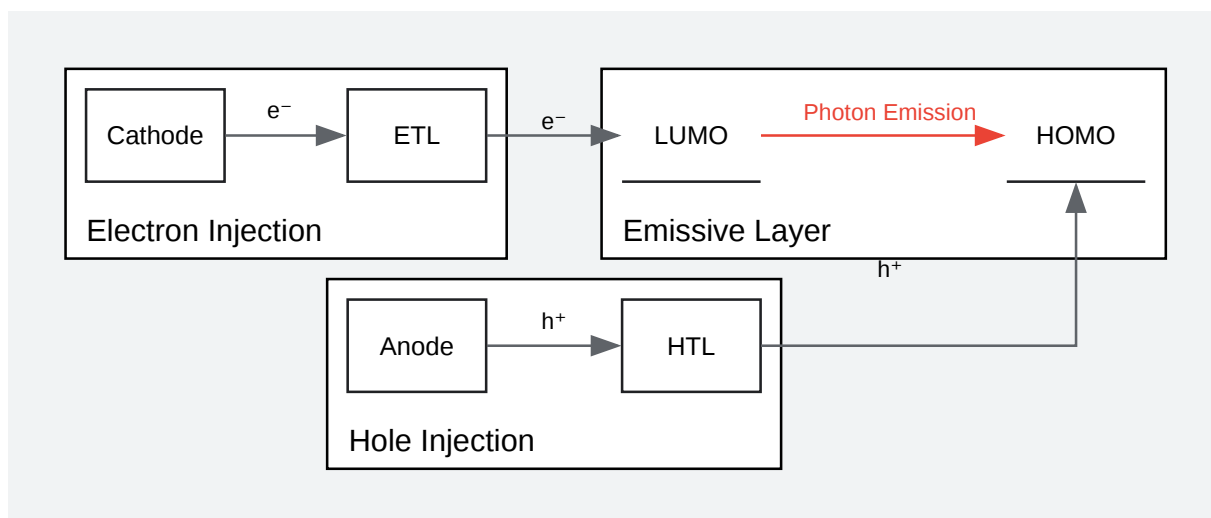 Cathode
e⁻
ETL
e⁻
Electron Injection
LUMO
Photon Emission
HOMO
Emissive Layer
h⁺
Anode
h⁺
HTL
Hole Injection